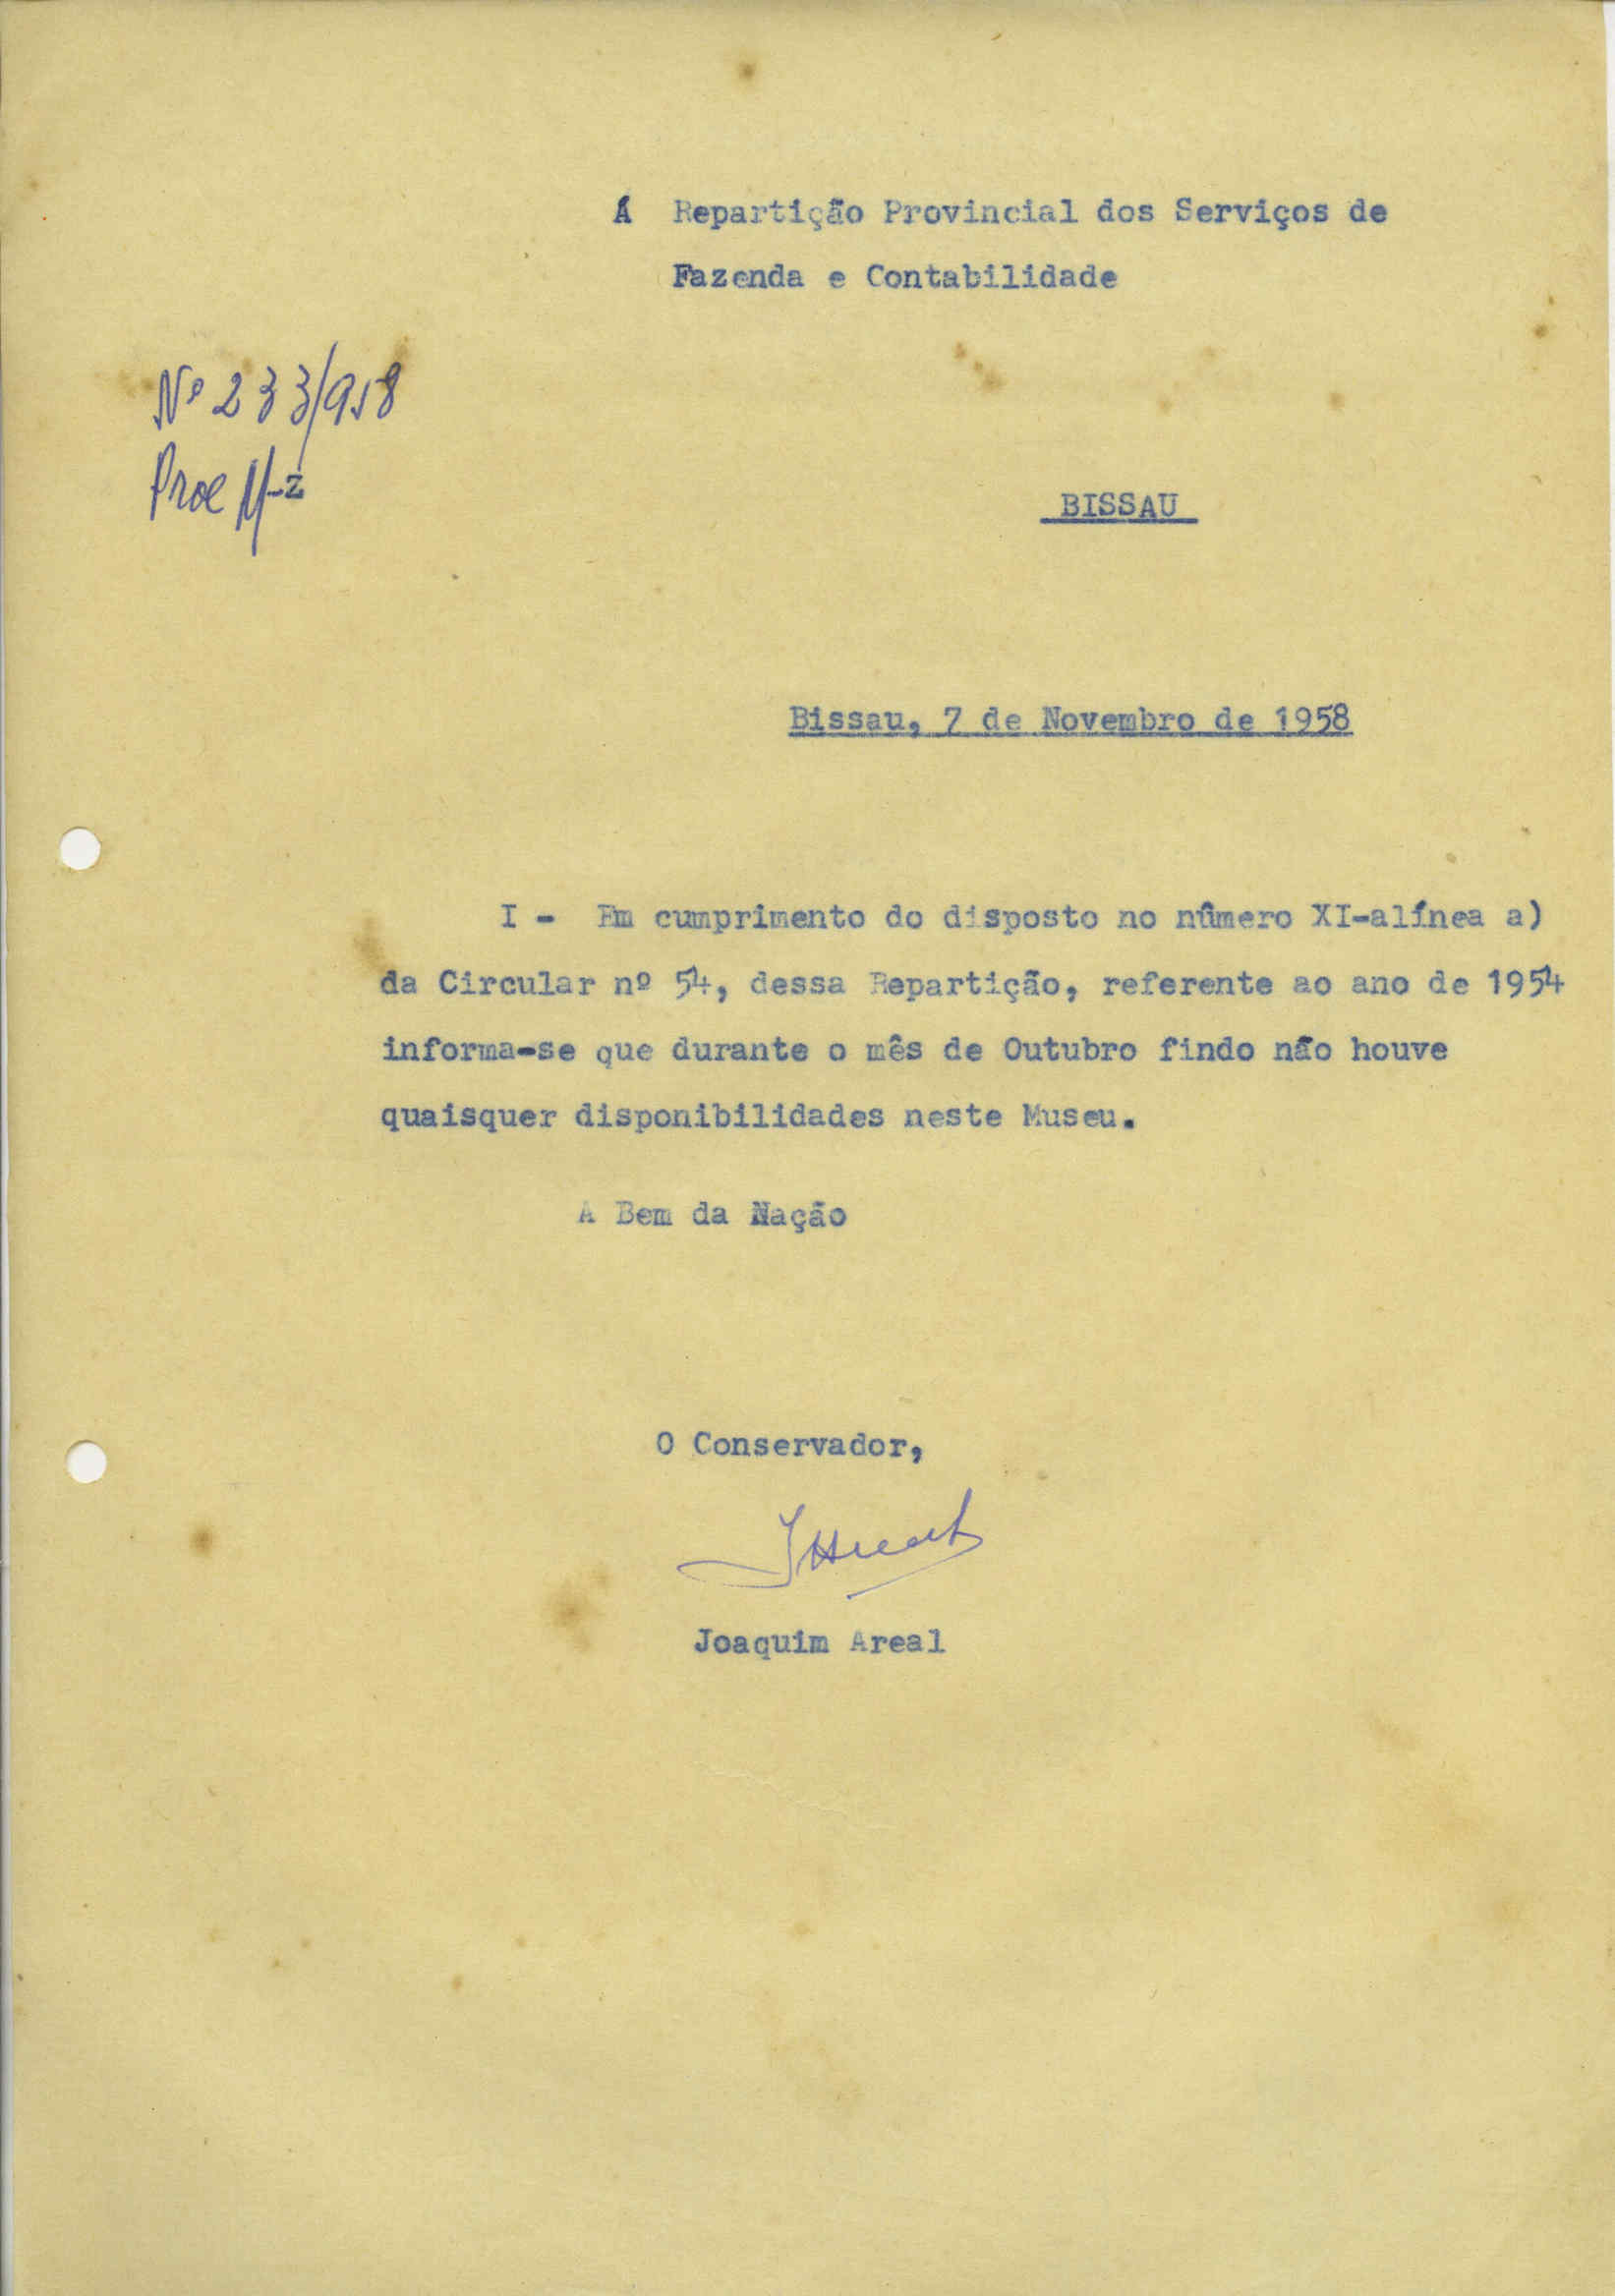 Á Repartição Provincial dos Serviços de
Fazenda e Contabilidade
Nº 233/958
Proc
BISSAU
Bissau, 7 de Novembro de 1958
I - Em cumprimento do disposto no número XI-alínea a)
da Circular nº 54, dessa Repartição, referente ao ano de 1954
informa-se que durante o mês de Outubro findo não houve
quaisquer disponibilidades neste Museu.
A Bem da Nação
O Conservador,
Joaquim Areal